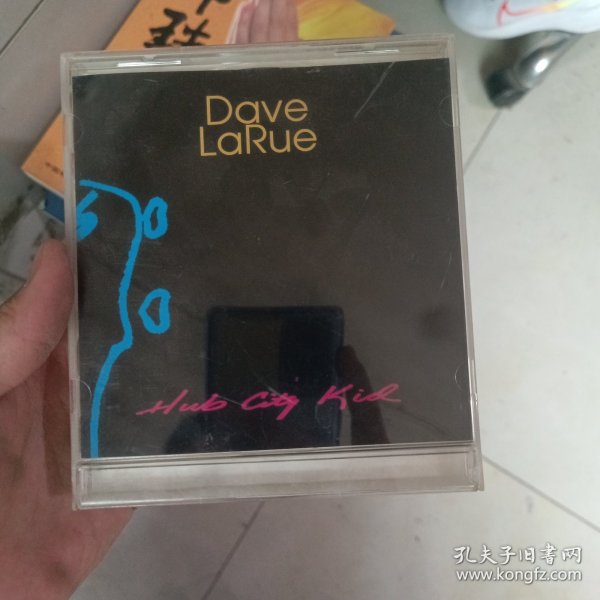 Dave
LaRue
Hub City Kid
孔夫子旧书网
www.kongfz.com